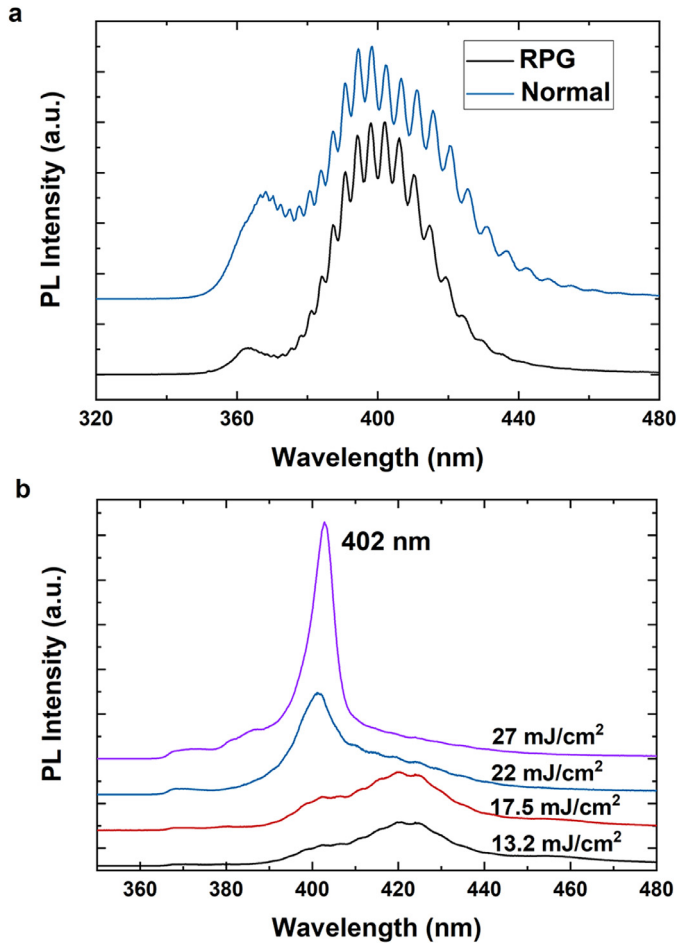 a
PL Intensity (a.u.)
RPG
Normal
320 360 400 440 480
Wavelength (nm)
b
PL Intensity (a.u.)
402 nm
27 mJ/cm²
22 mJ/cm²
17.5 mJ/cm²
13.2 mJ/cm²
360 380 400 420 440 460 480
Wavelength (nm)